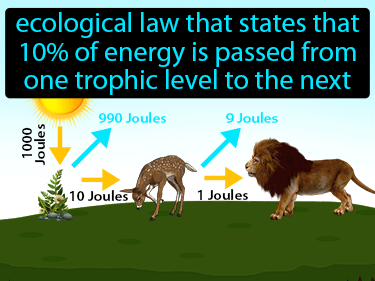 ecological law that states that
10% of energy is passed from
one trophic level to the next
1000
Joules
990 Joules
9 Joules
10 Joules
1 Joules